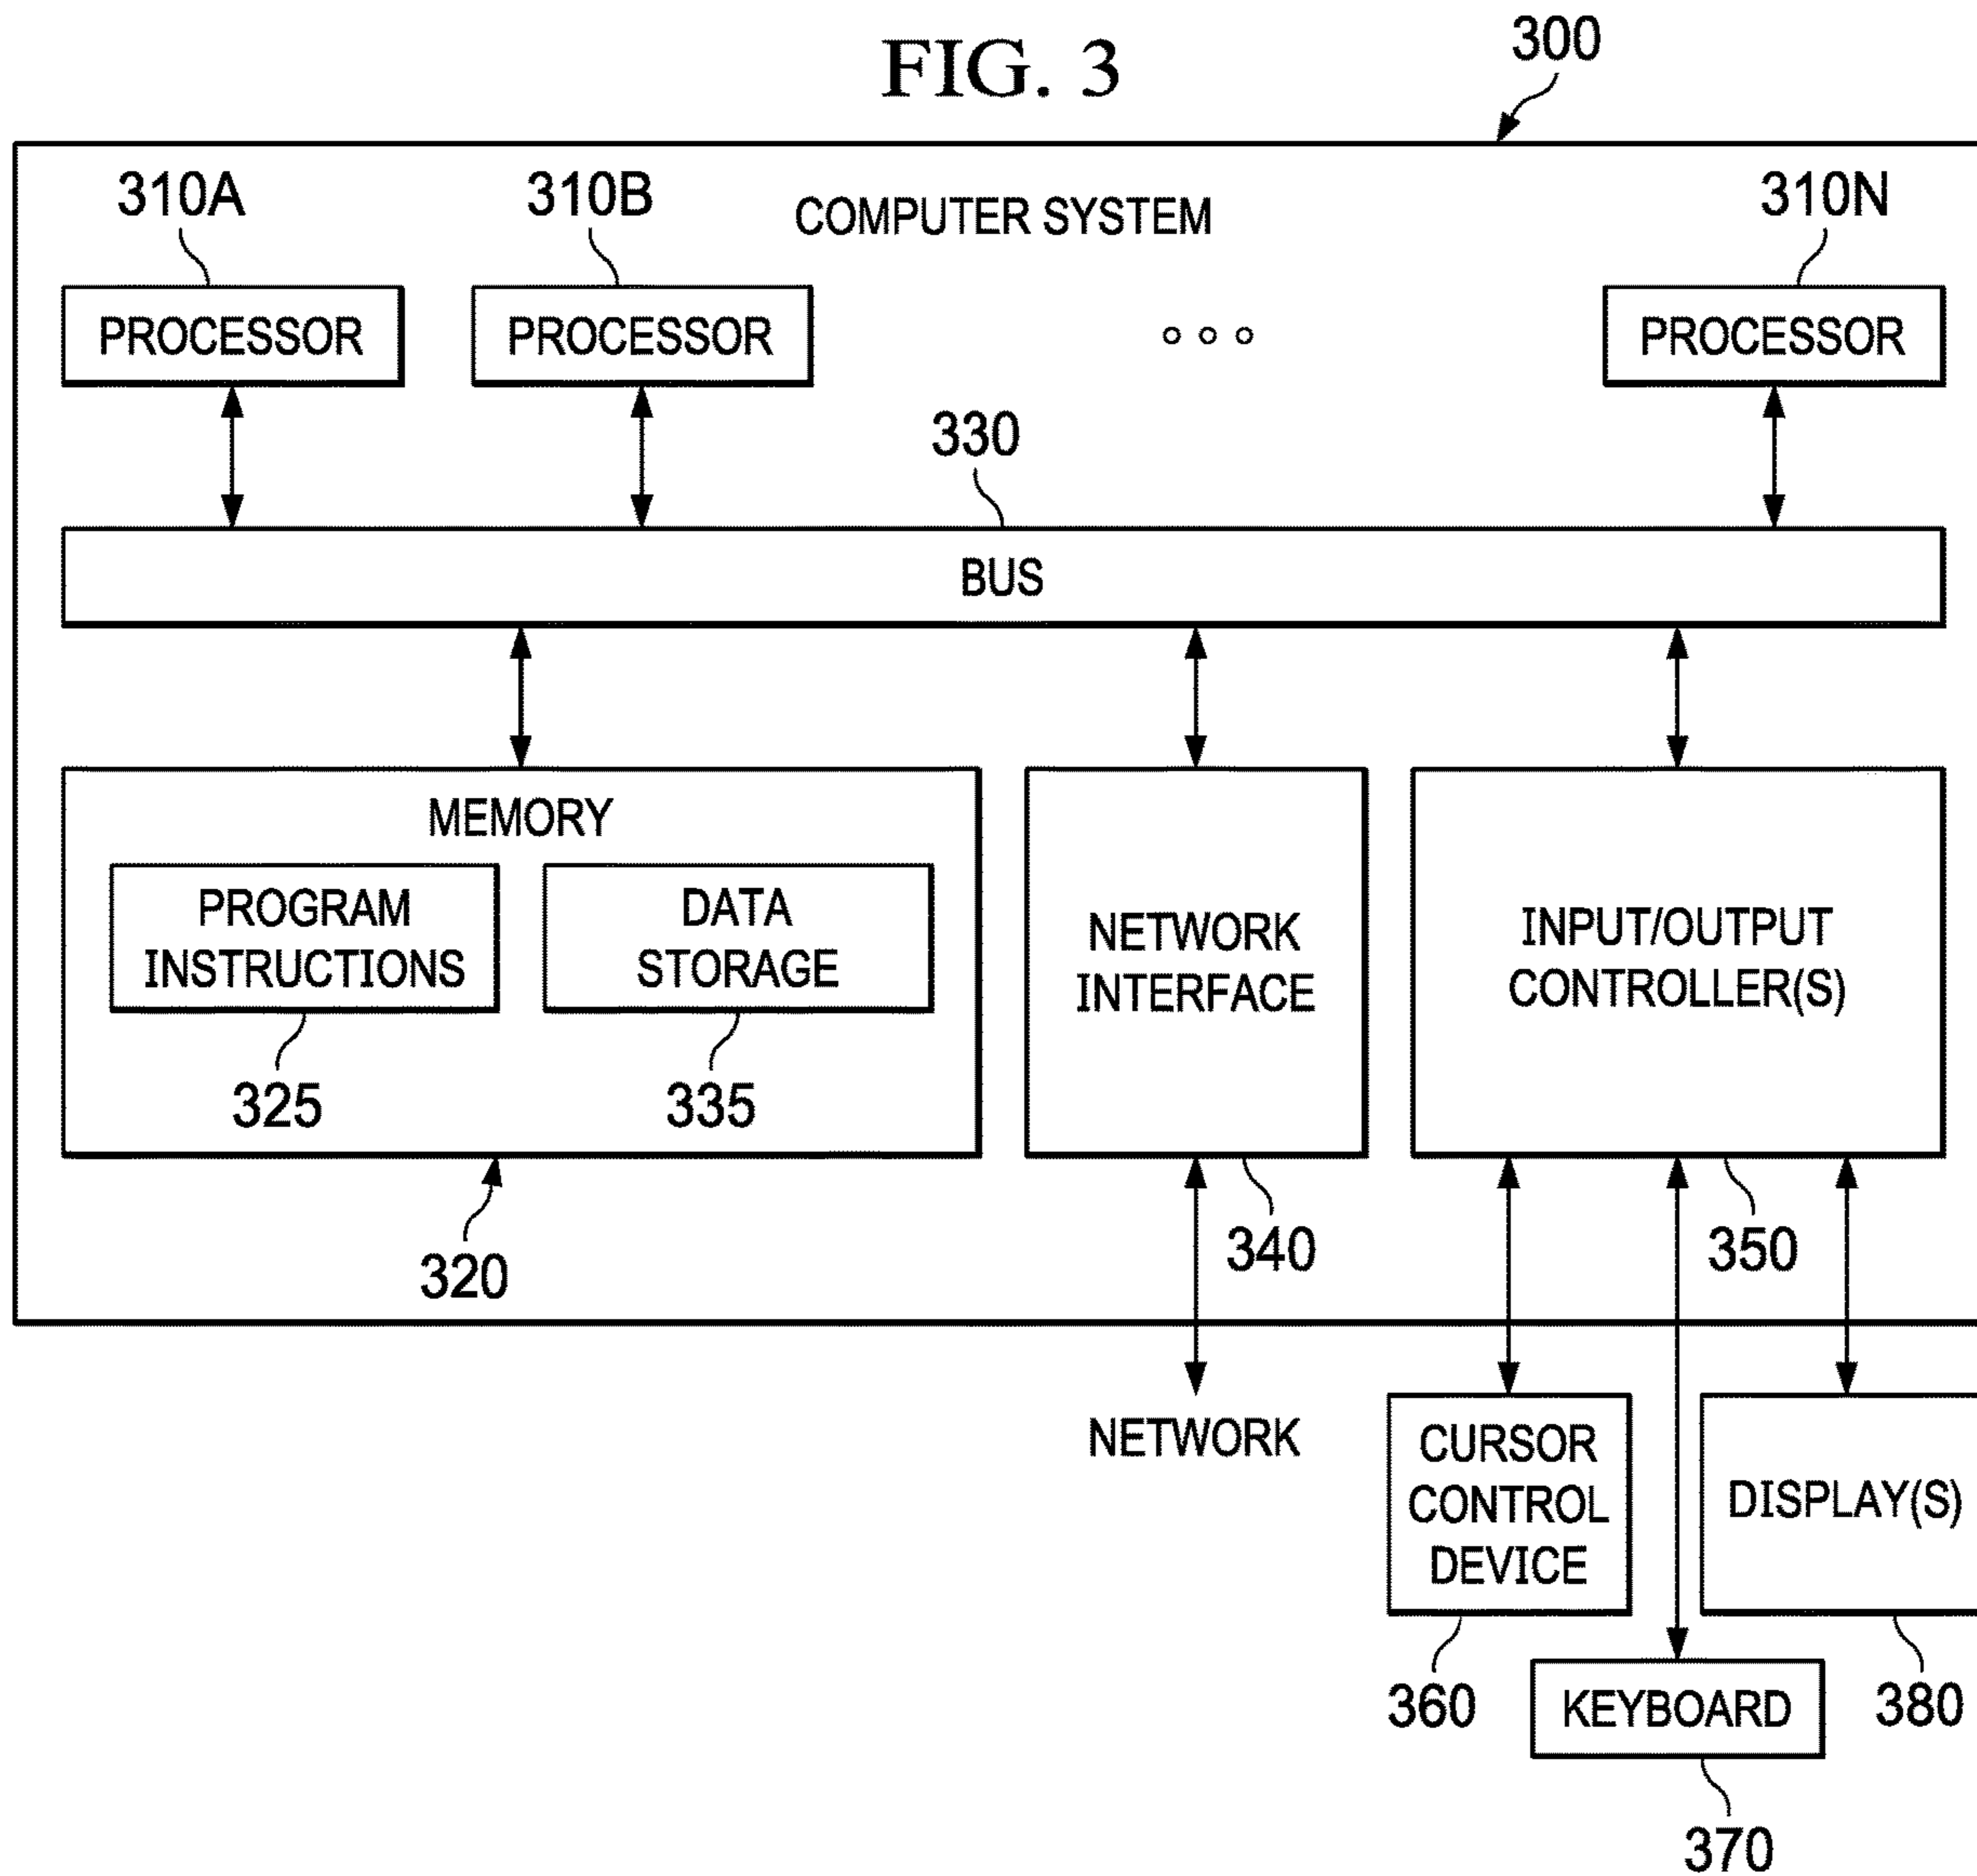 FIG. 3
300
310A
310B
COMPUTER SYSTEM
310N
PROCESSOR
PROCESSOR
PROCESSOR
330
BUS
MEMORY
PROGRAM
INSTRUCTIONS
DATA
STORAGE
325
335
NETWORK
INTERFACE
INPUT/OUTPUT
CONTROLLER(S)
320
340
350
NETWORK
CURSOR
CONTROL
DEVICE
DISPLAY(S)
360
KEYBOARD
380
370